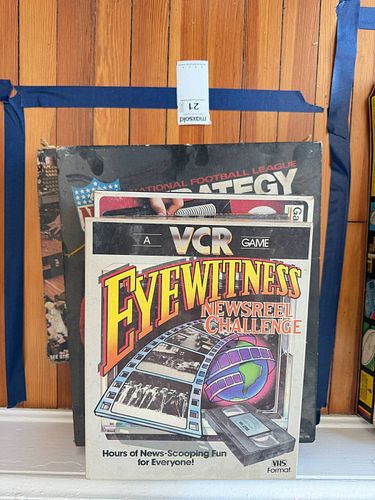 21
maxsold
NATIONAL FOOTBALL LEAGUE
STRATEGY
A VCR GAME
EYEWITNESS
NEWSREEL
CHALLENGE
Hours of News-Scooping Fun
for Everyone!
VHS
Format